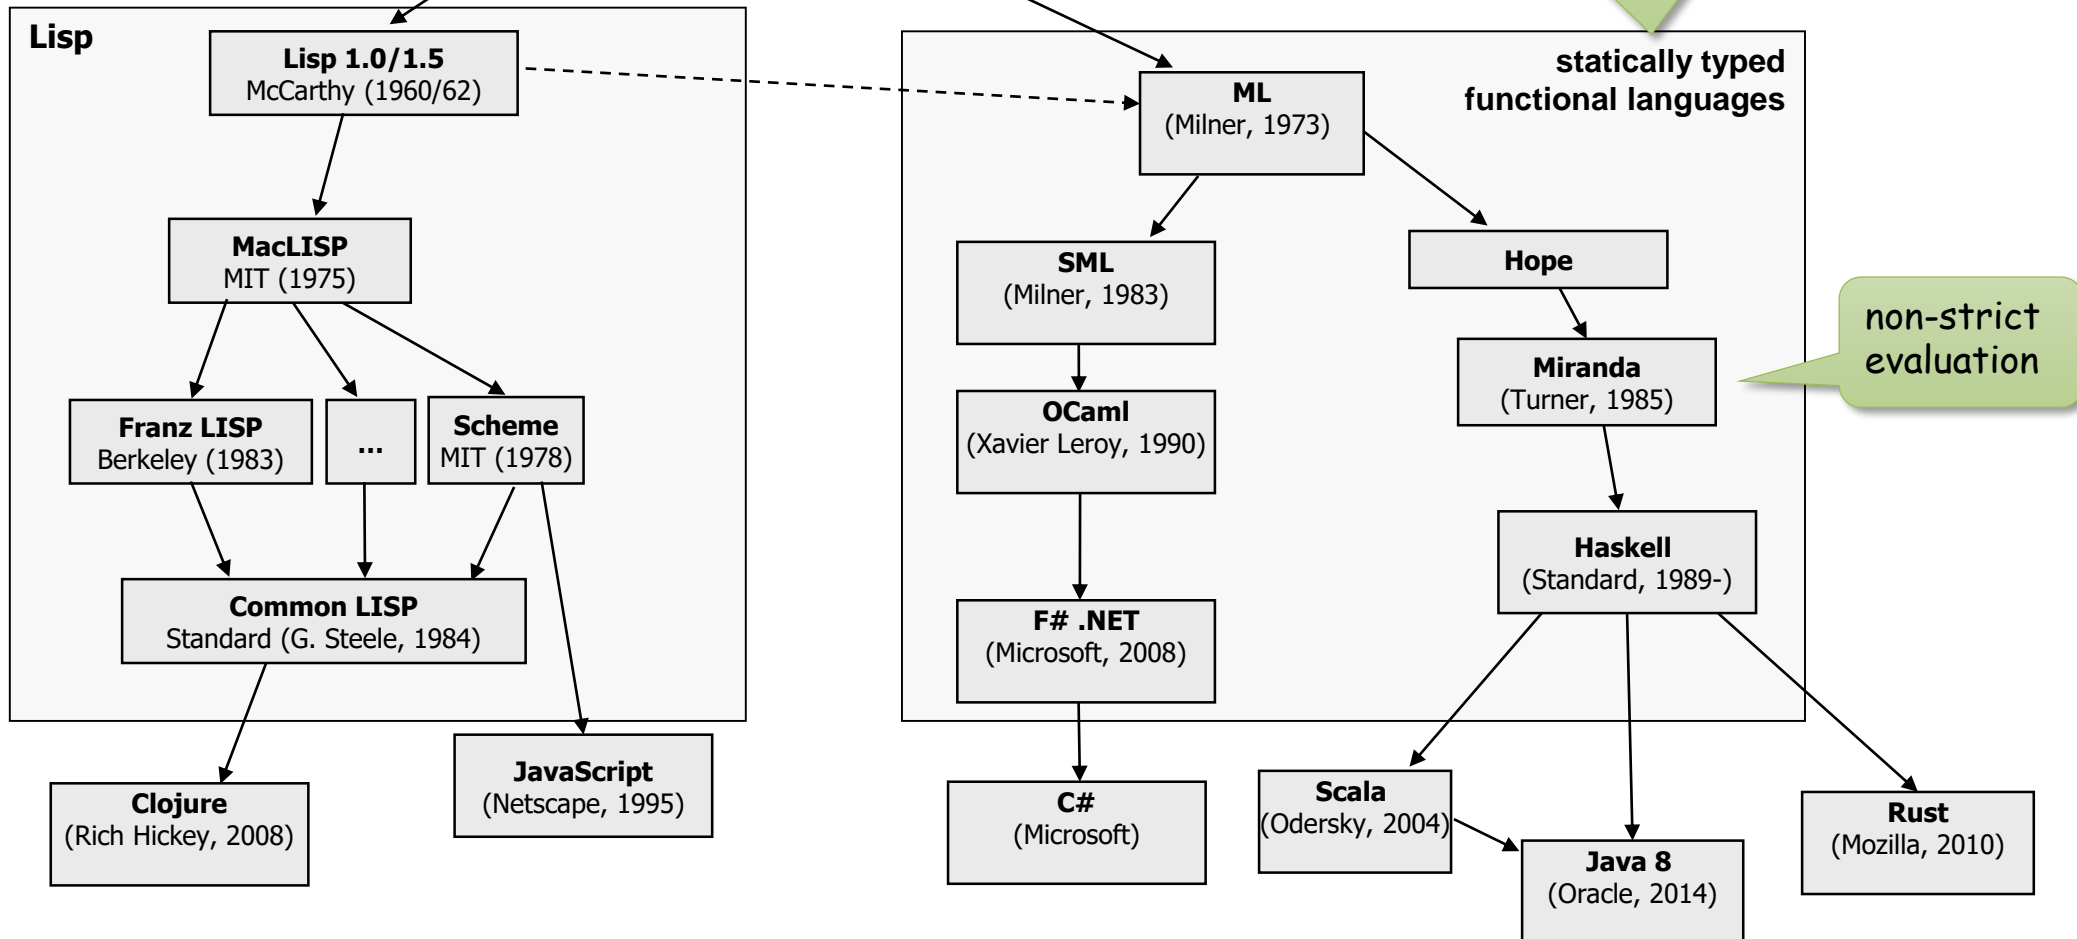 Lisp
Lisp 1.0/1.5
McCarthy (1960/62)
MacLISP
MIT (1975)
Franz LISP
Berkeley (1983)
...
Scheme
MIT (1978)
Common LISP
Standard (G. Steele, 1984)
Clojure
(Rich Hickey, 2008)
JavaScript
(Netscape, 1995)
statically typed
functional languages
ML
(Milner, 1973)
SML
(Milner, 1983)
Hope
OCaml
(Xavier Leroy, 1990)
Miranda
(Turner, 1985)
non-strict
evaluation
Haskell
(Standard, 1989-)
F# .NET
(Microsoft, 2008)
C#
(Microsoft)
Scala
(Odersky, 2004)
Java 8
(Oracle, 2014)
Rust
(Mozilla, 2010)